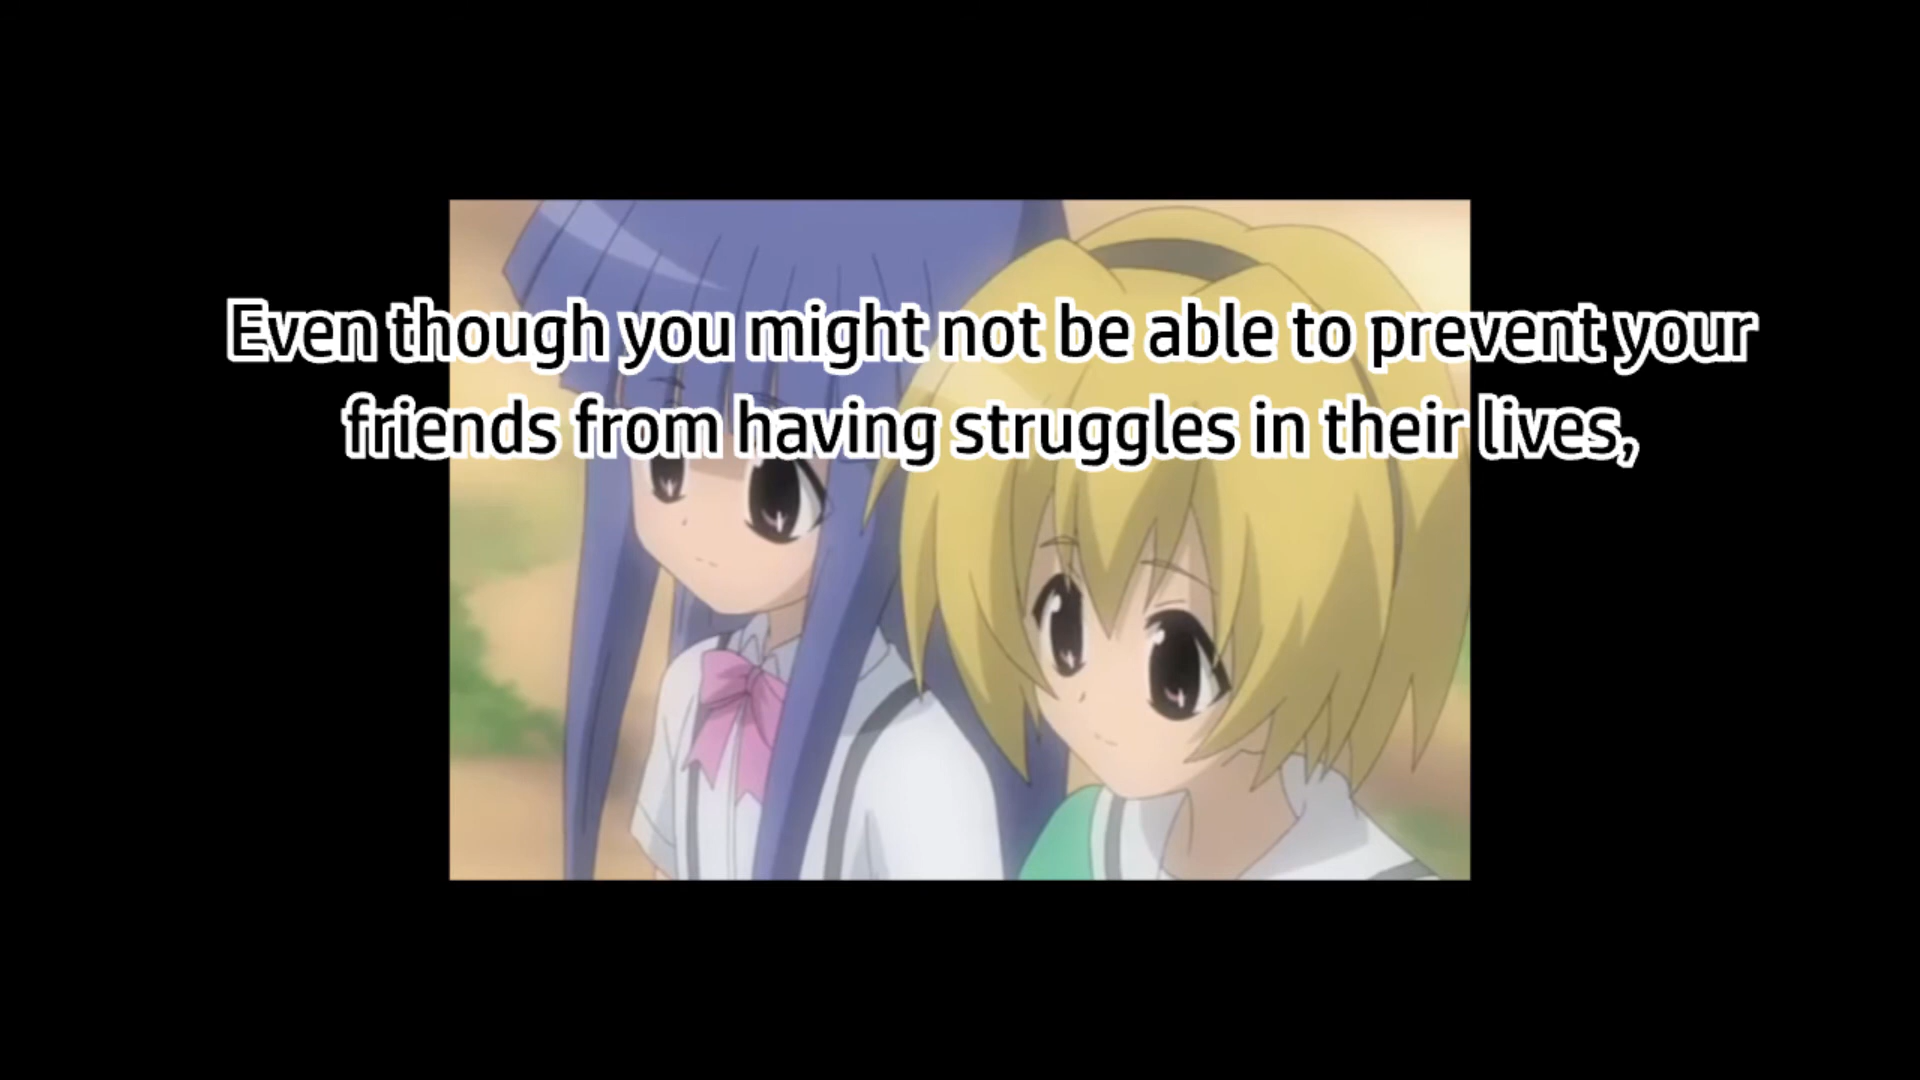 Even though you might not be able to prevent your
friends from having struggles in their lives,